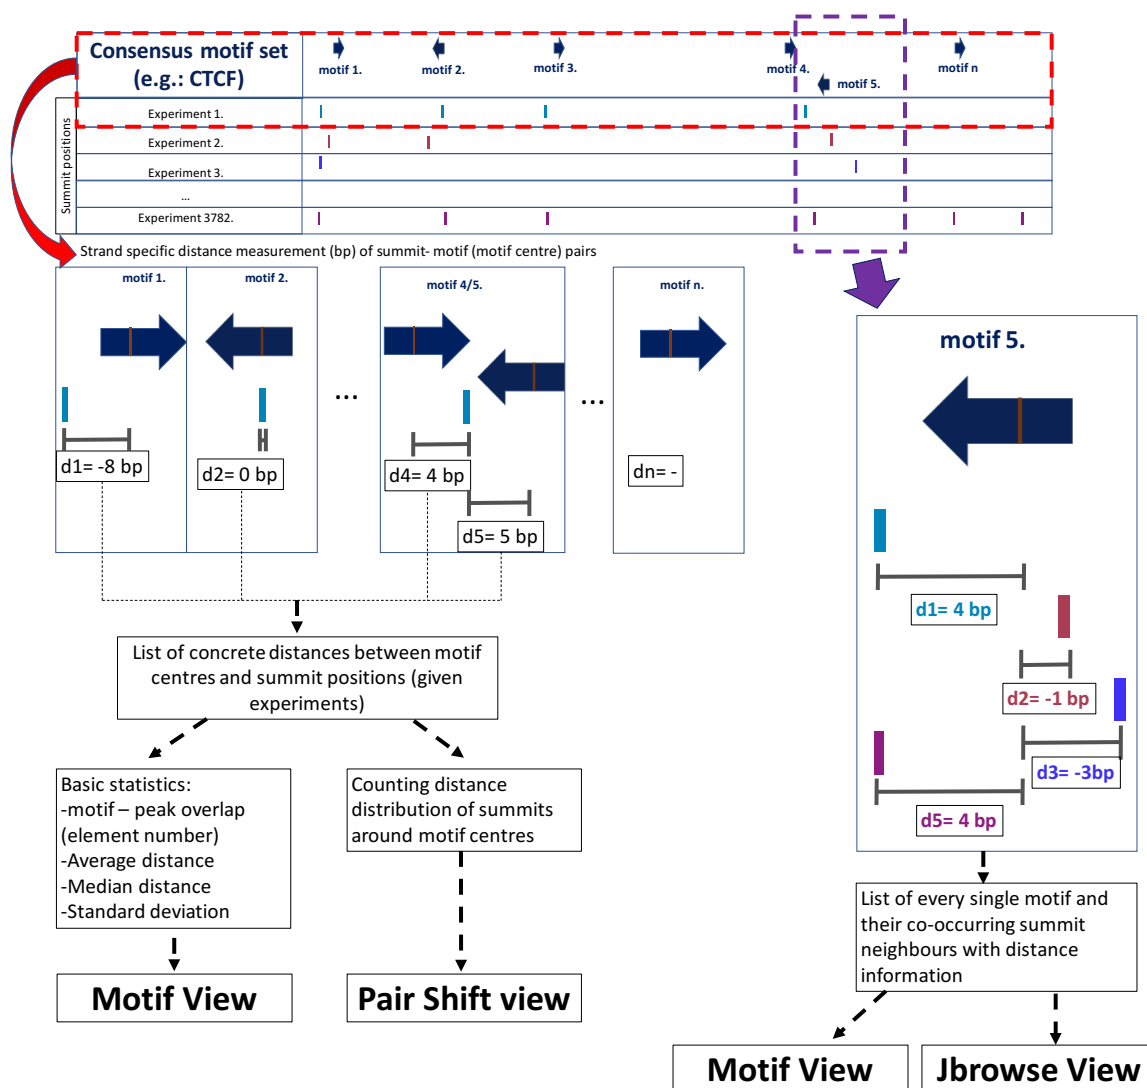 Consensus motif set
(e.g.: CTCF)
motif 1.
motif 2.
motif 3.
motif 4.
motif 5.
motif n
Summit positions
Experiment 1.
Experiment 2.
Experiment 3.
...
Experiment 3782.
Strand specific distance measurement (bp) of summit- motif (motif centre) pairs
motif 1.
motif 2.
motif 4/5.
motif n.
...
...
d1= -8 bp
d2= 0 bp
d4= 4 bp
d5= 5 bp
dn= -
motif 5.
d1= 4 bp
d2= -1 bp
d3= -3bp
d5= 4 bp
List of concrete distances between motif
centres and summit positions (given
experiments)
Basic statistics:
-motif – peak overlap
(element number)
-Average distance
-Median distance
-Standard deviation
Counting distance
distribution of summits
around motif centres
List of every single motif and
their co-occurring summit
neighbours with distance
information
Motif View
Pair Shift view
Motif View
Jbrowse View